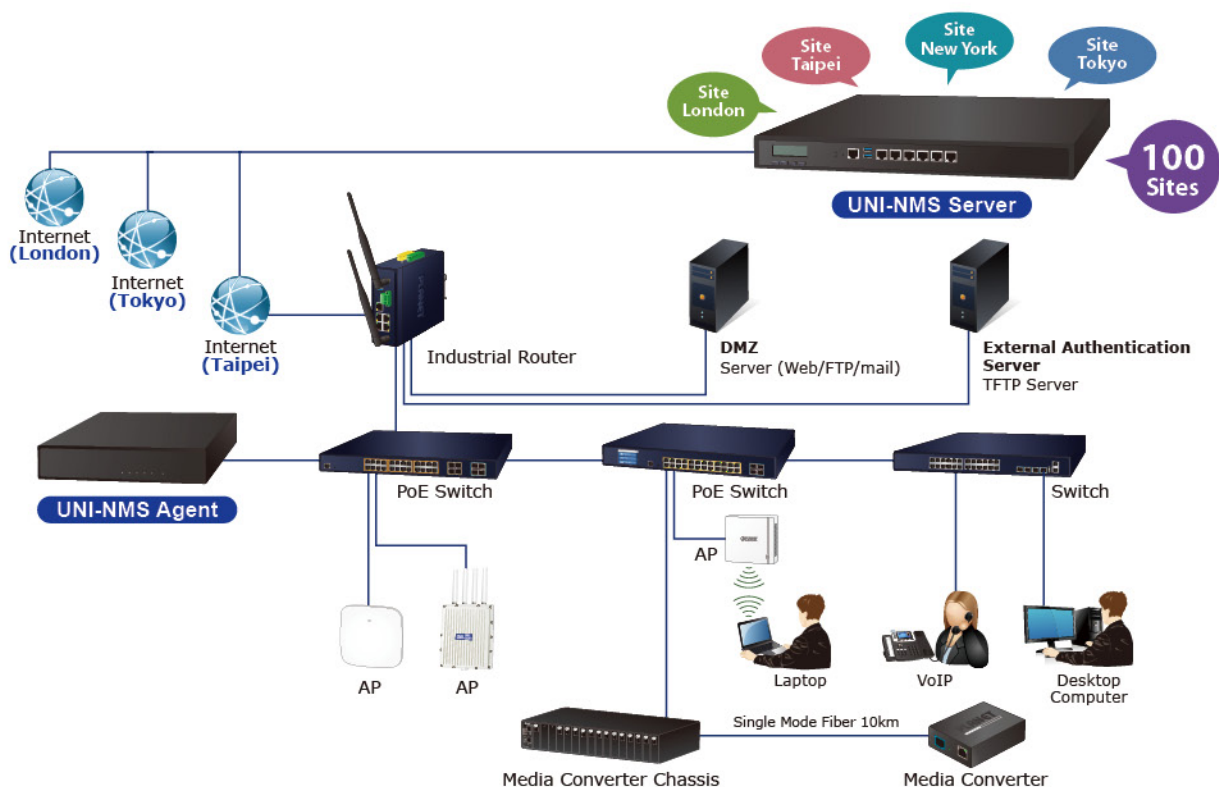 Site
Taipei
Site
New York
Site
Tokyo
Site
London
100
Sites
UNI-NMS Server
Internet
(London)
Internet
(Tokyo)
Internet
(Taipei)
PLANET
Industrial Router
DMZ
Server (Web/FTP/mail)
External Authentication
Server
TFTP Server
UNI-NMS Agent
PoE Switch
PoE Switch
Switch
AP
AP
AP
Laptop
VoIP
Desktop
Computer
Single Mode Fiber 10km
Media Converter Chassis
PLANET
Media Converter